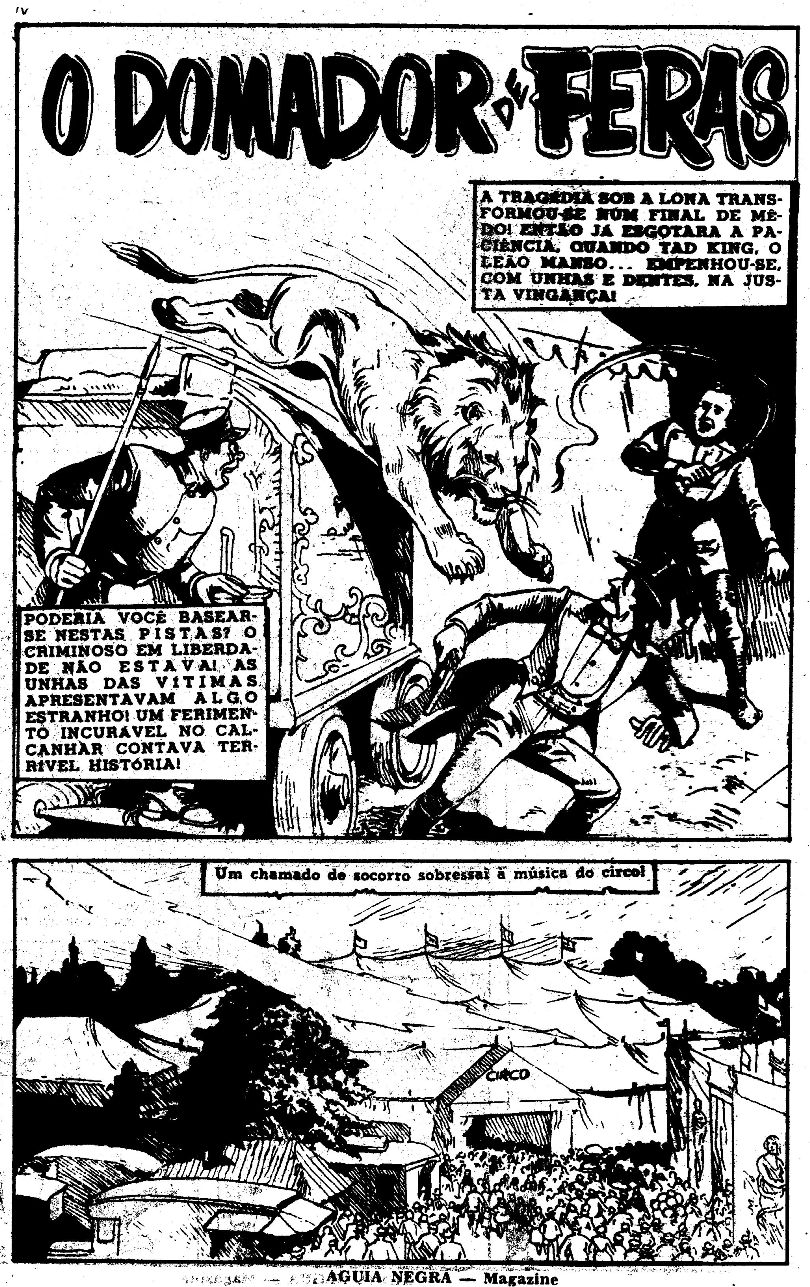 O DOMADOR DE FERAS
A TRAGÉDIA SOB A LONA TRANS-
FORMOU-SE NUM FINAL DE MÊ-
DO! ENTÃO JÁ ESGOTARA A PA-
CIÊNCIA, QUANDO TAD KING, O
LEÃO MANSO... EMPENHOU-SE,
COM UNHAS E DENTES, NA JUS-
TA VINGANÇA!
PODERIA VOCÊ BASEAR-
SE NESTAS PISTAS? O
CRIMINOSO EM LIBERDA-
DE NÃO ESTAVA! AS
UNHAS DAS VÍTIMAS
APRESENTAVAM ALGO
ESTRANHO! UM FERIMEN-
TO INCURÁVEL NO CAL-
CANHAR CONTAVA TER-
RÍVEL HISTÓRIA!
Um chamado de socorro sobressai à música do circo!
CIRCO
AGUIA NEGRA — Magazine